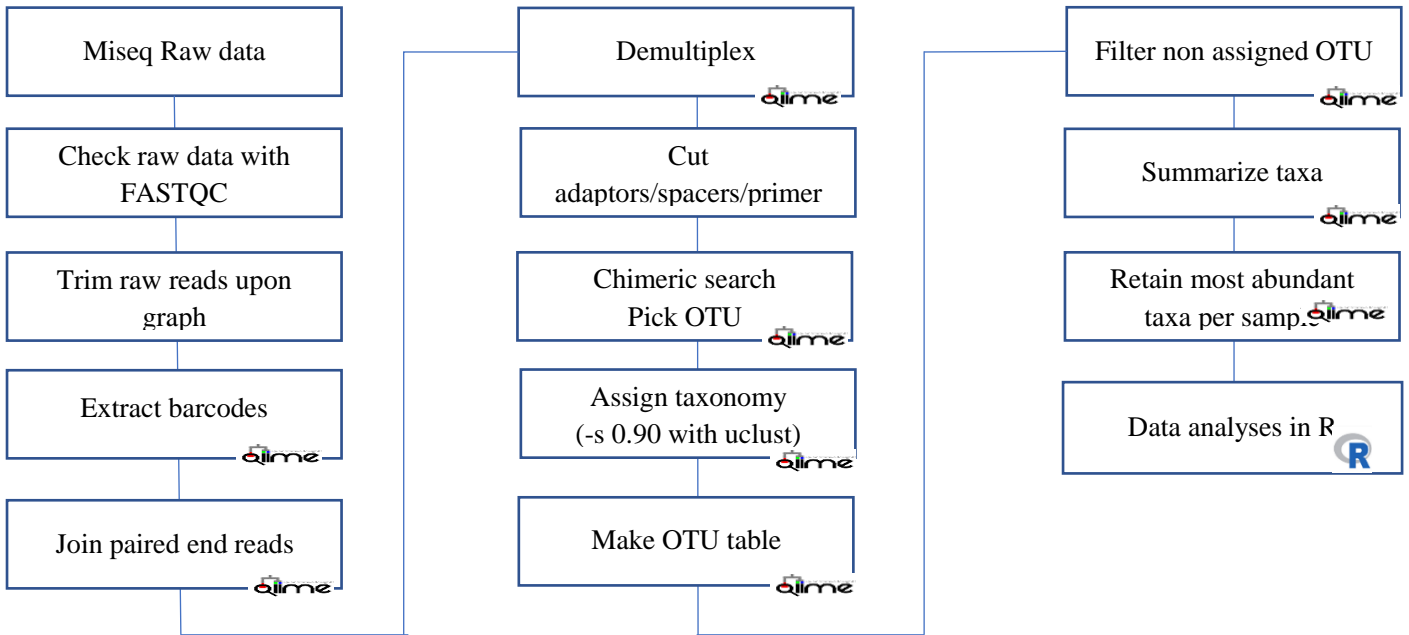 Miseq Raw data
Check raw data with
FASTQC
Trim raw reads upon
graph
Extract barcodes
Qiime
Join paired end reads
Qiime
Demultiplex
Qiime
Cut
adaptors/spacers/primer
Chimeric search
Pick OTU
Qiime
Assign taxonomy
(-s 0.90 with uclust)
Qiime
Make OTU table
Qiime
Filter non assigned OTU
Qiime
Summarize taxa
Qiime
Retain most abundant
taxa per sample
Qiime
Data analyses in R
R